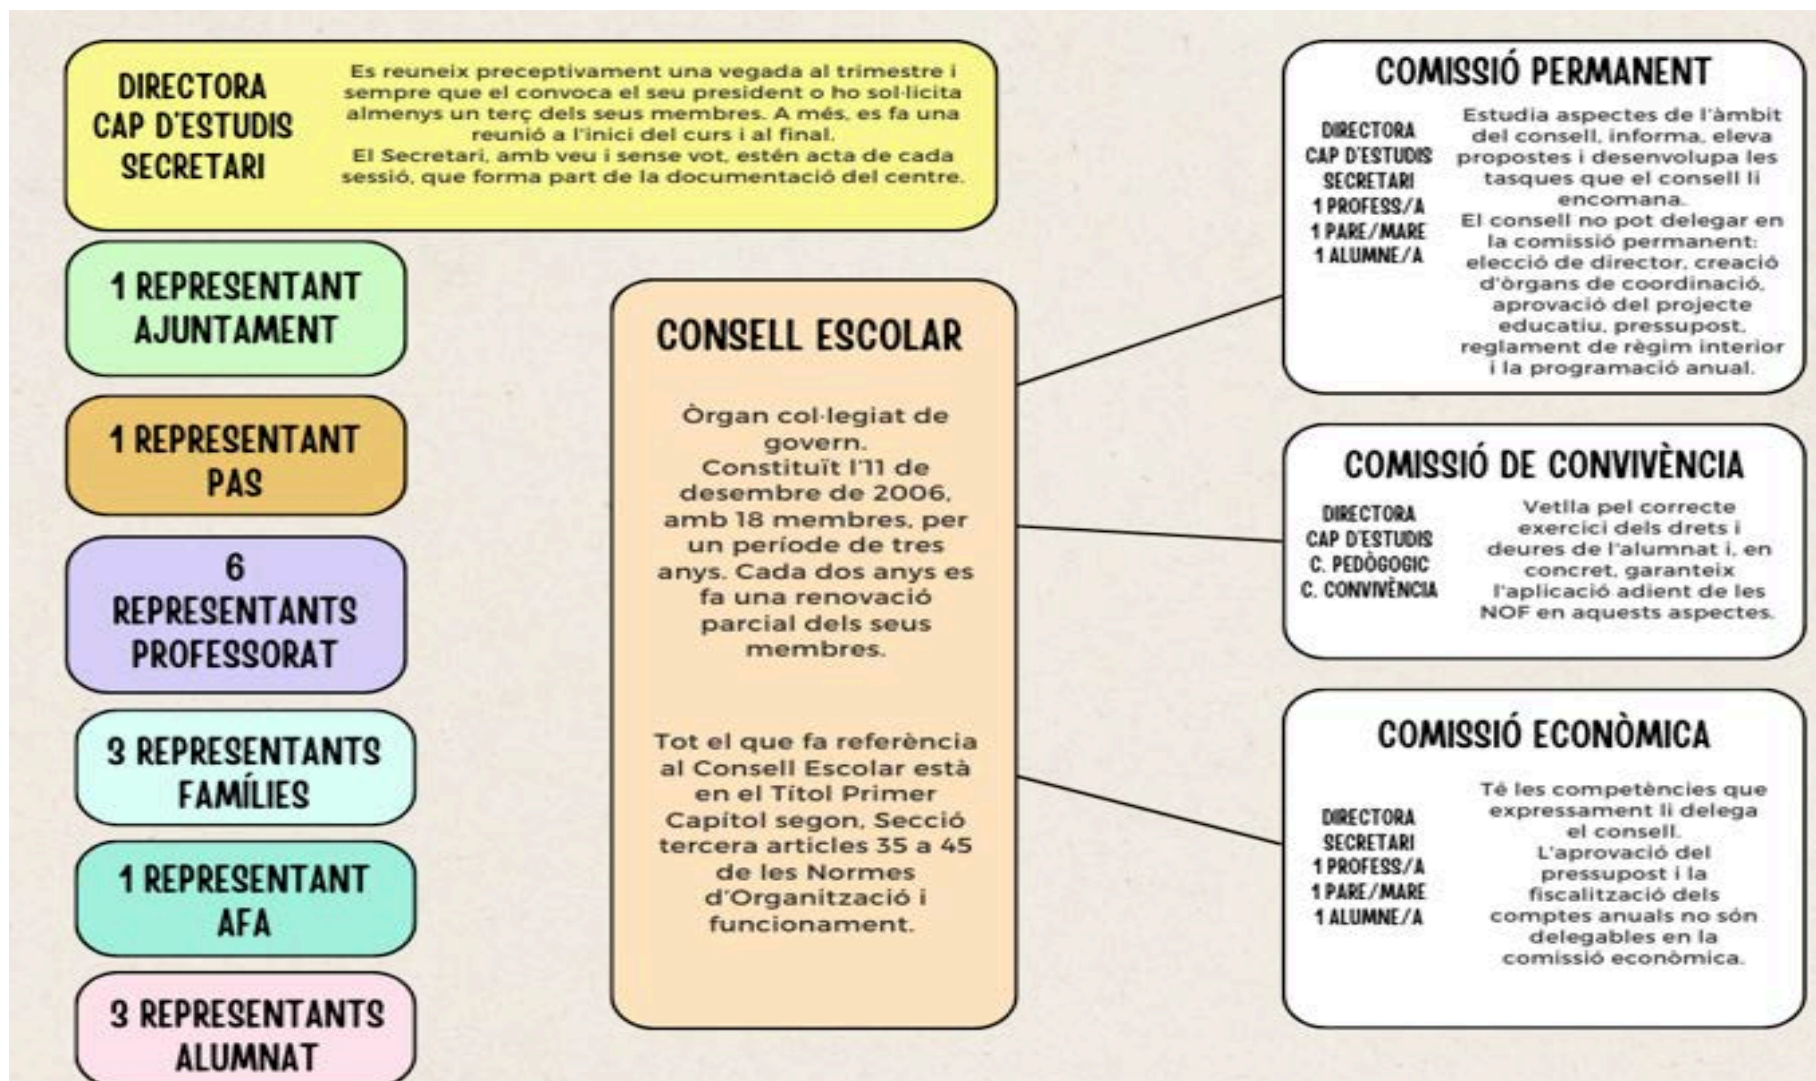 DIRECTORA
CAP D'ESTUDIS
SECRETARI
Es reuneix preceptivament una vegada al trimestre i
sempre que el convoca el seu president o ho sol·licita
almenys un terç dels seus membres. A més, es fa una
reunió a l'inici del curs i al final.
El Secretari, amb veu i sense vot, estén acta de cada
sessió, que forma part de la documentació del centre.
1 REPRESENTANT
AJUNTAMENT
1 REPRESENTANT
PAS
6
REPRESENTANTS
PROFESSORAT
3 REPRESENTANTS
FAMÍLIES
1 REPRESENTANT
AFA
3 REPRESENTANTS
ALUMNAT
CONSELL ESCOLAR
Òrgan col·legiat de
govern.
Constituït l'11 de
desembre de 2006,
amb 18 membres, per
un període de tres
anys. Cada dos anys es
fa una renovació
parcial dels seus
membres.
Tot el que fa referència
al Consell Escolar està
en el Títol Primer
Capítol segon, Secció
tercera articles 35 a 45
de les Normes
d'Organització i
funcionament.
COMISSIÓ PERMANENT
DIRECTORA
CAP D'ESTUDIS
SECRETARI
1 PROFESS/A
1 PARE/MARE
1 ALUMNE/A
Estudia aspectes de l'àmbit
del consell, informa, eleva
propostes i desenvolupa les
tasques que el consell li
encomana.
El consell no pot delegar en
la comissió permanent:
elecció de director, creació
d'òrgans de coordinació,
aprovació del projecte
educatiu, pressupost,
reglament de règim interior
i la programació anual.
COMISSIÓ DE CONVIVÈNCIA
DIRECTORA
CAP D'ESTUDIS
C. PEDÒGOGIC
C. CONVIVÈNCIA
Vetlla pel correcte
exercici dels drets i
deures de l'alumnat i, en
concret, garanteix
l'aplicació adient de les
NOF en aquests aspectes.
COMISSIÓ ECONÒMICA
DIRECTORA
SECRETARI
1 PROFESS/A
1 PARE/MARE
1 ALUMNE/A
Té les competències que
expressament li delega
el consell.
L'aprovació del
pressupost i la
fiscalització dels
comptes anuals no són
delegables en la
comissió econòmica.